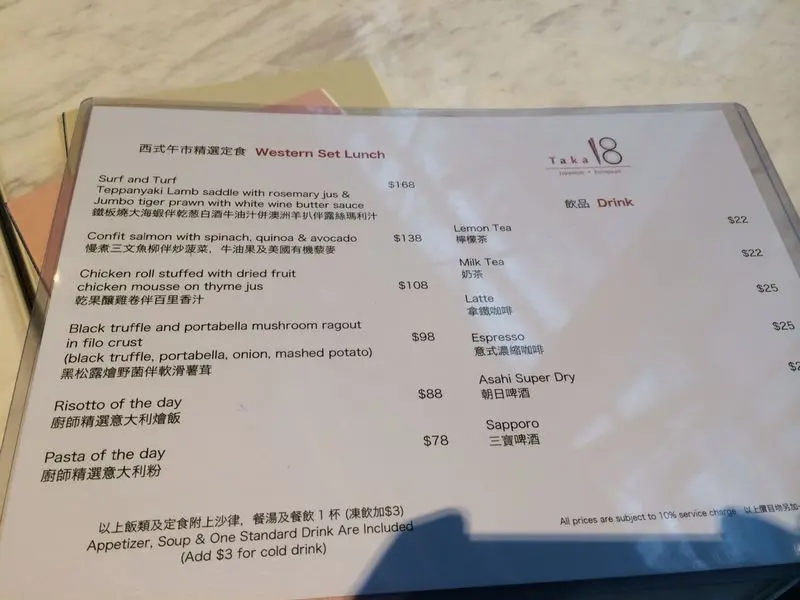 西式午市精選定食 Western Set Lunch
Surf and Turf
Teppanyaki Lamb saddle with rosemary jus & $168
Jumbo tiger prawn with white wine butter sauce
鐵板燒大海蝦伴乾葱白酒牛油汁併澳洲羊扒伴露絲瑪利汁
Confit salmon with spinach, quinoa & avocado $138
慢煮三文魚柳伴炒菠菜，牛油果及美國有機藜麥
Chicken roll stuffed with dried fruit
chicken mousse on thyme jus $108
乾果釀雞卷伴百里香汁
Black truffle and portabella mushroom ragout $98
in filo crust
(black truffle, portabella, onion, mashed potato)
黑松露燴野菌伴軟滑薯茸
Risotto of the day $88
廚師精選意大利燴飯
Pasta of the day $78
廚師精選意大利粉
以上飯類及定食附上沙律，餐湯及餐飲 1 杯 (凍飲加$3)
Appetizer, Soup & One Standard Drink Are Included
(Add $3 for cold drink)
Taka 18
Japanese • European
飲品 Drink
Lemon Tea $22
檸檬茶
Milk Tea $22
奶茶
Latte $25
拿鐵咖啡
Espresso $25
意式濃縮咖啡
Asahi Super Dry
朝日啤酒
Sapporo
三寶啤酒
All prices are subject to 10% service charge 以上價目均另加